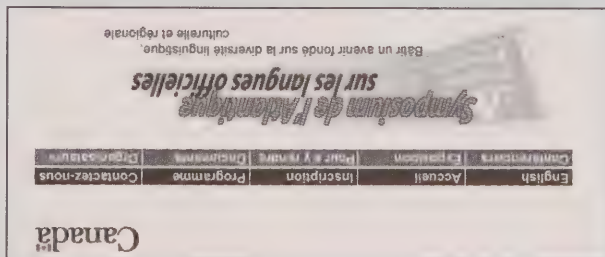 Canada
English Accueil Inscription Programme Contactez-nous
Conférenciers Exposition Pour s'y rendre Documents Organisateurs
Symposium de l'Atlantique
sur les langues officielles
Bâtir un avenir fondé sur la diversité linguistique,
culturelle et régionale